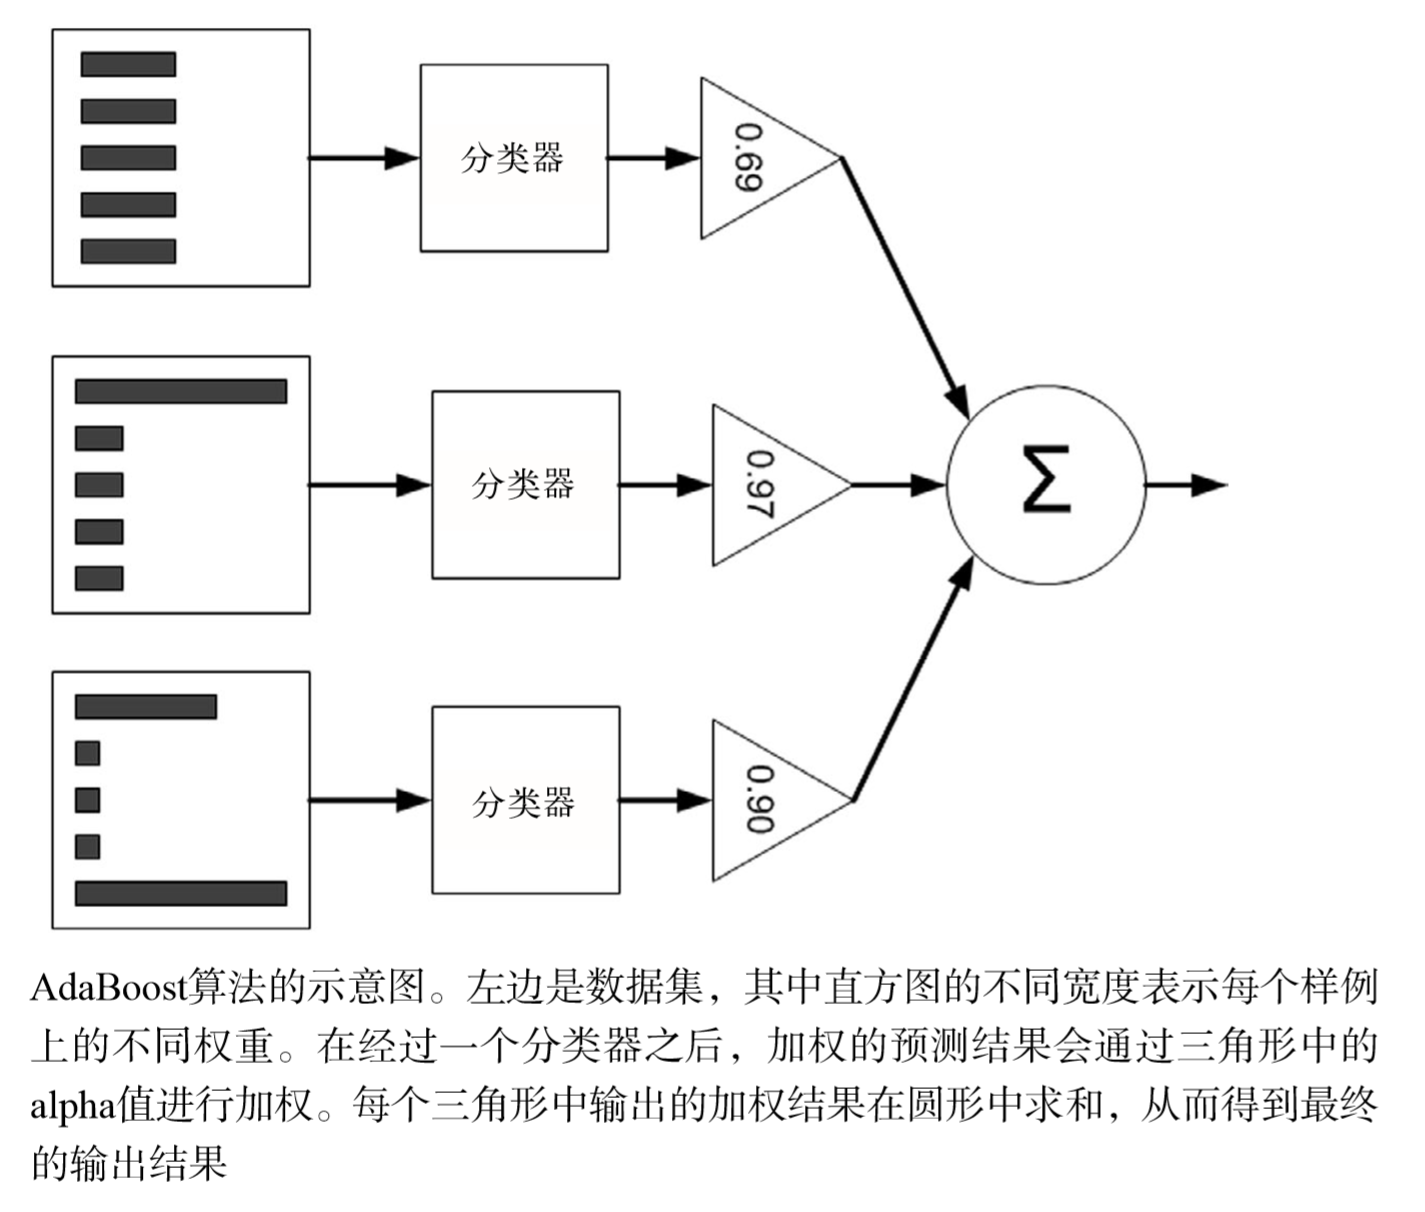 分类器
0.69
分类器
0.97
Σ
分类器
0.90
AdaBoost算法的示意图。左边是数据集，其中直方图的不同宽度表示每个样例
上的不同权重。在经过一个分类器之后，加权的预测结果会通过三角形中的
alpha值进行加权。每个三角形中输出的加权结果在圆形中求和，从而得到最终
的输出结果